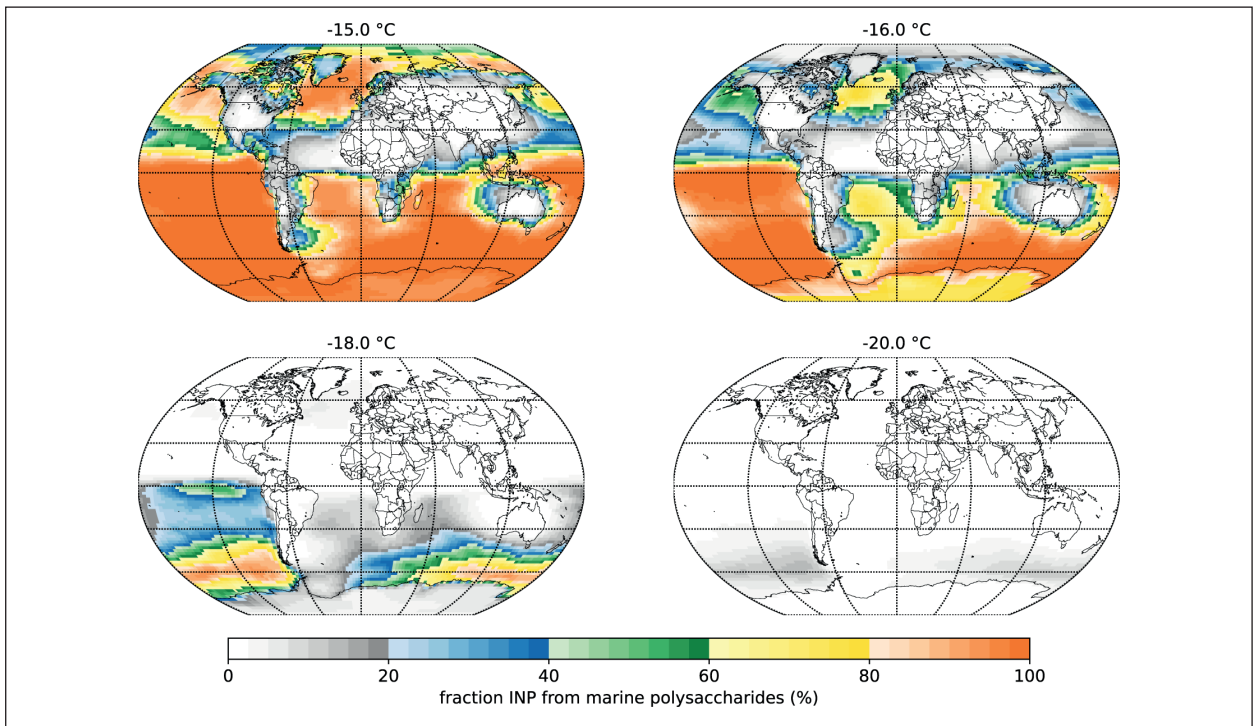 -15.0 °C
-16.0 °C
-18.0 °C
-20.0 °C
0 20 40 60 80 100
fraction INP from marine polysaccharides (%)